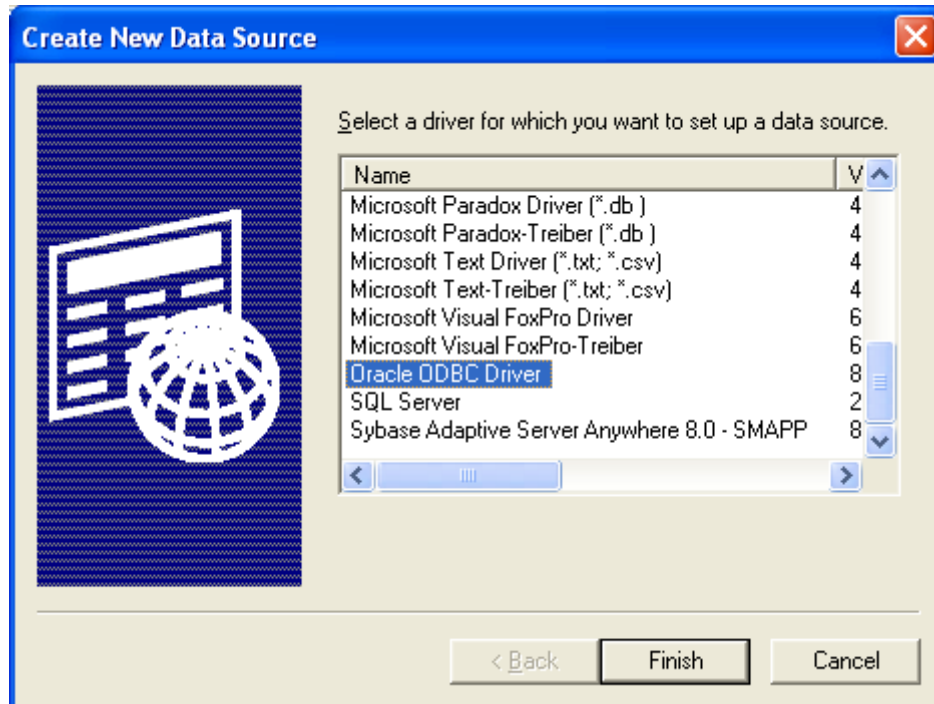 Create New Data Source
Select a driver for which you want to set up a data source.
Name V
Microsoft Paradox Driver (*.db ) 4
Microsoft Paradox-Treiber (*.db ) 4
Microsoft Text Driver (*.txt; *.csv) 4
Microsoft Text-Treiber (*.txt; *.csv) 4
Microsoft Visual FoxPro Driver 6
Microsoft Visual FoxPro-Treiber 6
Oracle ODBC Driver 8
SQL Server 2
Sybase Adaptive Server Anywhere 8.0 - SMAPP 8
< Back Finish Cancel